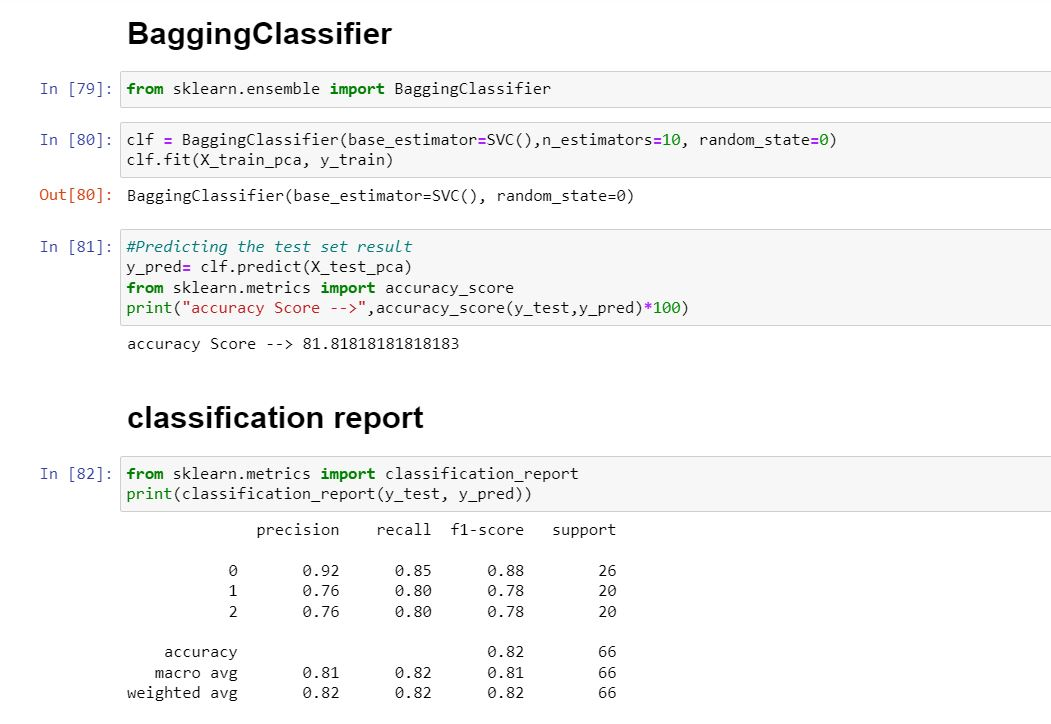 BaggingClassifier
In [79]: from sklearn.ensemble import BaggingClassifier
In [80]: clf = BaggingClassifier(base_estimator=SVC(),n_estimators=10, random_state=0)
clf.fit(X_train_pca, y_train)
Out[80]: BaggingClassifier(base_estimator=SVC(), random_state=0)
In [81]: #Predicting the test set result
y_pred= clf.predict(X_test_pca)
from sklearn.metrics import accuracy_score
print("accuracy Score -->",accuracy_score(y_test,y_pred)*100)
accuracy Score --> 81.81818181818183
classification report
In [82]: from sklearn.metrics import classification_report
print(classification_report(y_test, y_pred))
precision recall f1-score support
0 0.92 0.85 0.88 26
1 0.76 0.80 0.78 20
2 0.76 0.80 0.78 20
accuracy 0.82 66
macro avg 0.81 0.82 0.81 66
weighted avg 0.82 0.82 0.82 66